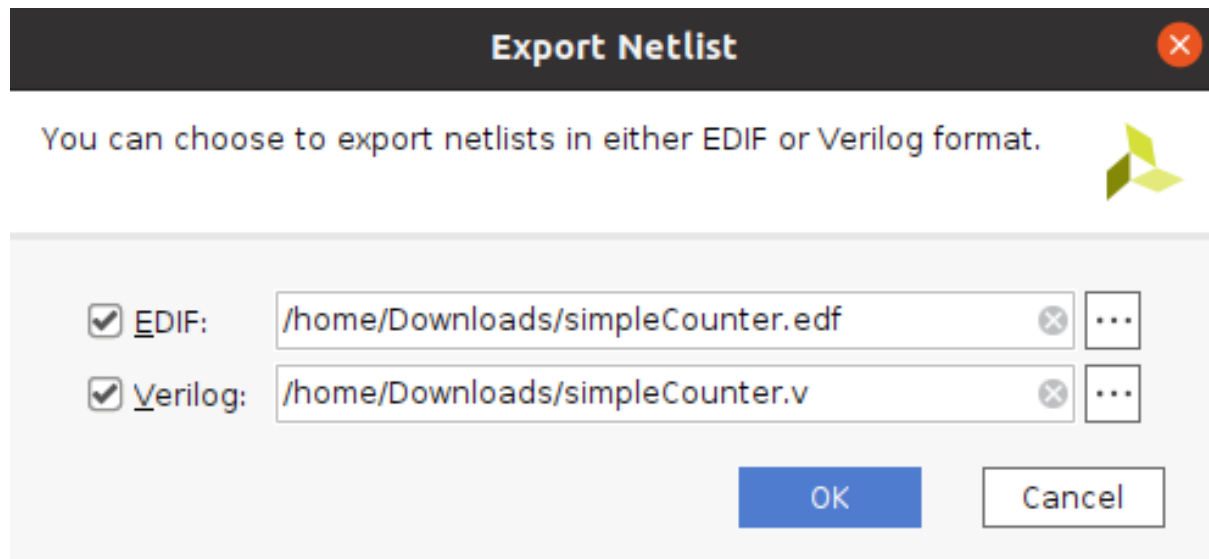 Export Netlist
You can choose to export netlists in either EDIF or Verilog format.
EDIF: /home/Downloads/simpleCounter.edf ...
Verilog: /home/Downloads/simpleCounter.v ...
OK Cancel